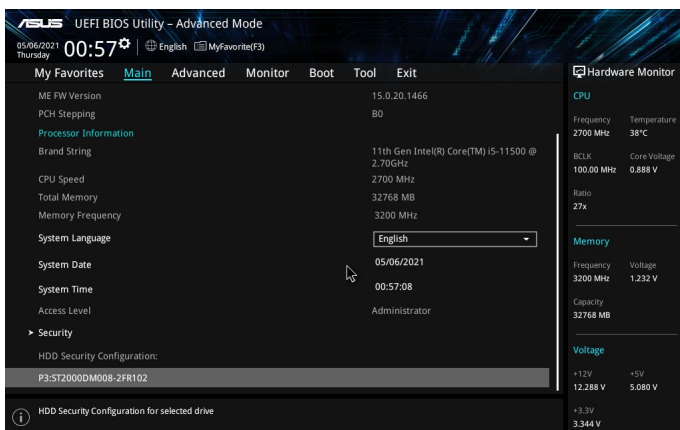 ASUS UEFI BIOS Utility – Advanced Mode
05/06/2021
Thursday
00:57
English
MyFavorite(F3)
My Favorites Main Advanced Monitor Boot Tool Exit
ME FW Version 15.0.20.1466
PCH Stepping B0
Processor Information
Brand String 11th Gen Intel(R) Core(TM) i5-11500 @
2.70GHz
CPU Speed 2700 MHz
Total Memory 32768 MB
Memory Frequency 3200 MHz
System Language English
System Date 05/06/2021
System Time 00:57:08
Access Level Administrator
Security
HDD Security Configuration:
P3:ST2000DM008-2FR102
HDD Security Configuration for selected drive
Hardware Monitor
CPU
Frequency Temperature
2700 MHz 38°C
BCLK Core Voltage
100.00 MHz 0.888 V
Ratio
27x
Memory
Frequency Voltage
3200 MHz 1.232 V
Capacity
32768 MB
Voltage
+12V +5V
12.288 V 5.080 V
+3.3V
3.344 V